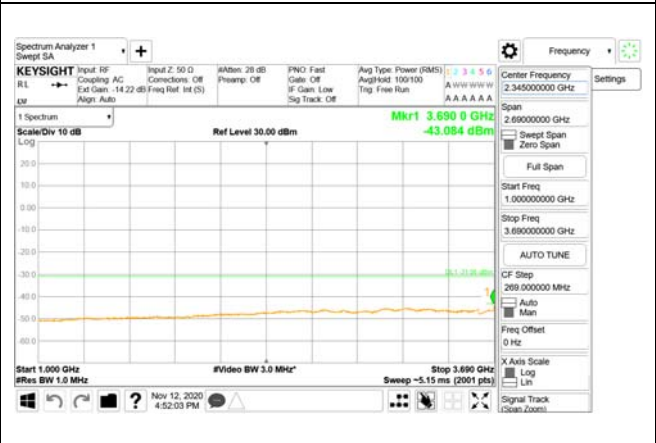 Spectrum Analyzer 1
Swept SA
+
Frequency
Settings
KEYSIGHT
RL
Input: RF
Coupling: AC
Ext Gain: -14.22 dB
Align: Auto
Input Z: 50 Ω
Corrections: Off
Freq Ref: Int (S)
#Atten: 28 dB
Preamp: Off
PNO: Fast
Gate: Off
IF Gain: Low
Sig Track: Off
Avg Type: Power (RMS)
Avg|Hold: 100/100
Trig: Free Run
1 2 3 4 5 6
A W W W W W
A A A A A A
1 Spectrum
Scale/Div 10 dB
Log
Ref Level 30.00 dBm
Mkr1 3.690 0 GHz
-43.084 dBm
20.0
10.0
0.00
-10.0
-20.0
-30.0
-40.0
-50.0
-60.0
1
Start 1.000 GHz
#Res BW 1.0 MHz
#Video BW 3.0 MHz*
Stop 3.690 GHz
Sweep ~5.15 ms (2001 pts)
Center Frequency
2.345000000 GHz
Span
2.69000000 GHz
Swept Span
Zero Span
Full Span
Start Freq
1.000000000 GHz
Stop Freq
3.690000000 GHz
AUTO TUNE
CF Step
269.000000 MHz
Auto
Man
Freq Offset
0 Hz
X Axis Scale
Log
Lin
Signal Track
(Span Zoom)
?
Nov 12, 2020
4:52:03 PM